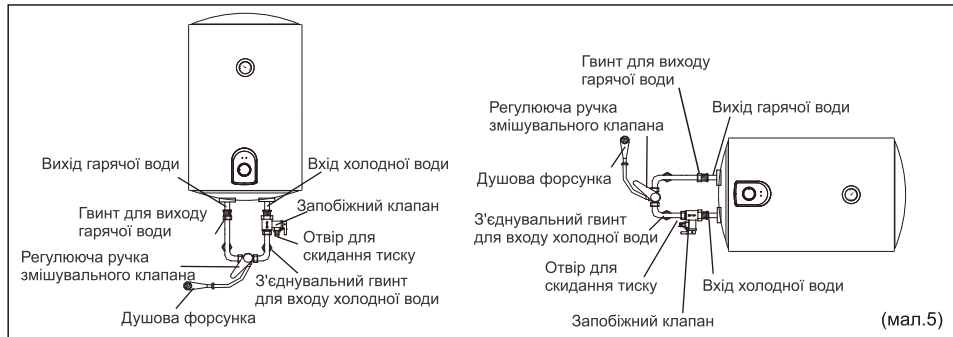 Вихід гарячої води
Вхід холодної води
Гвинт для виходу
гарячої води
Запобіжний клапан
Отвір для
скидання тиску
Регулююча ручка
змішувального клапана
З'єднувальний гвинт
для входу холодної води
Душова форсунка
Гвинт для виходу
гарячої води
Регулююча ручка
змішувального клапана
Вихід гарячої води
Душова форсунка
З'єднувальний гвинт
для входу холодної води
Отвір для
скидання тиску
Вхід холодної води
Запобіжний клапан
(мал.5)